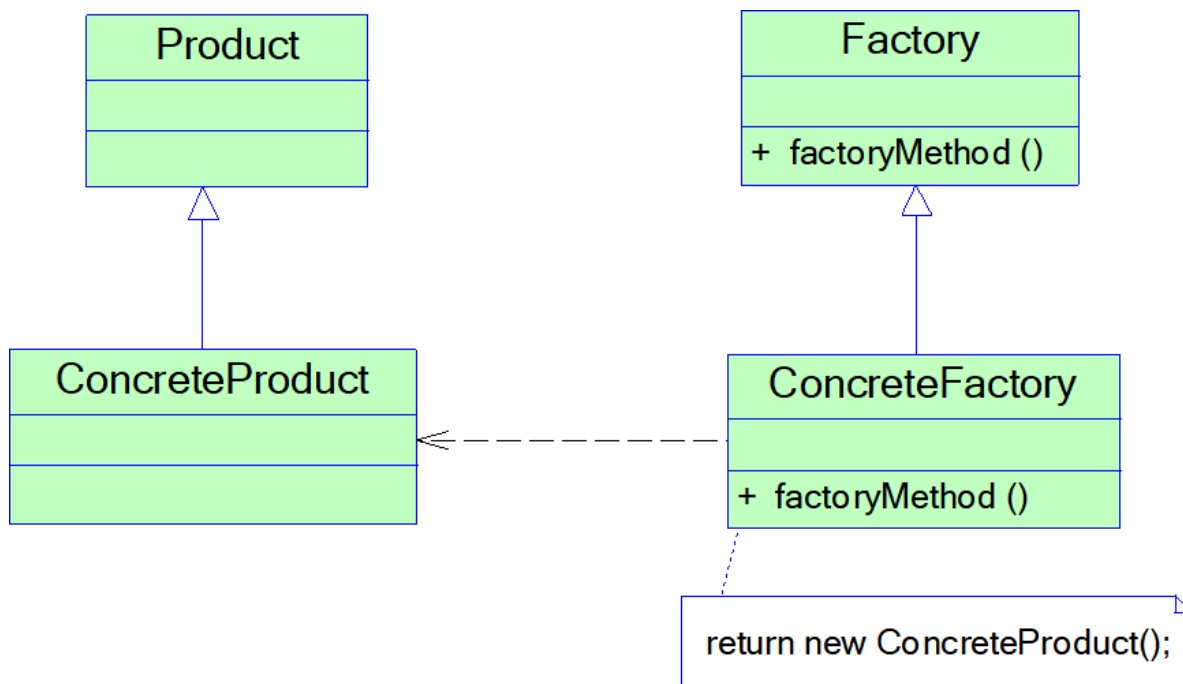 Product
Factory
+ factoryMethod ()
ConcreteProduct
ConcreteFactory
+ factoryMethod ()
return new ConcreteProduct();